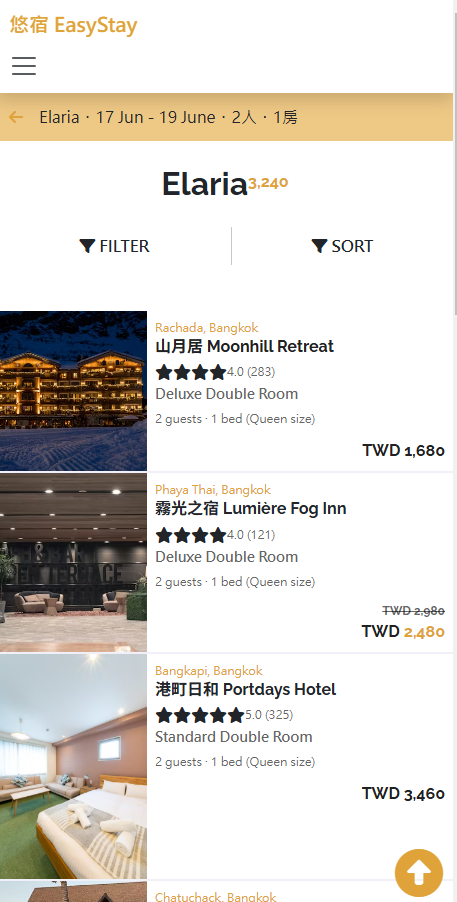 悠宿 EasyStay
Elaria · 17 Jun - 19 June · 2人 · 1房
Elaria 3,240
FILTER
SORT
Rachada, Bangkok
山月居 Moonhill Retreat
4.0 (283)
Deluxe Double Room
2 guests · 1 bed (Queen size)
TWD 1,680
Phaya Thai, Bangkok
霧光之宿 Lumière Fog Inn
4.0 (121)
Deluxe Double Room
2 guests · 1 bed (Queen size)
TWD 2,980
TWD 2,480
Bangkapi, Bangkok
港町日和 Portdays Hotel
5.0 (325)
Standard Double Room
2 guests · 1 bed (Queen size)
TWD 3,460
Chatuchack, Bangkok